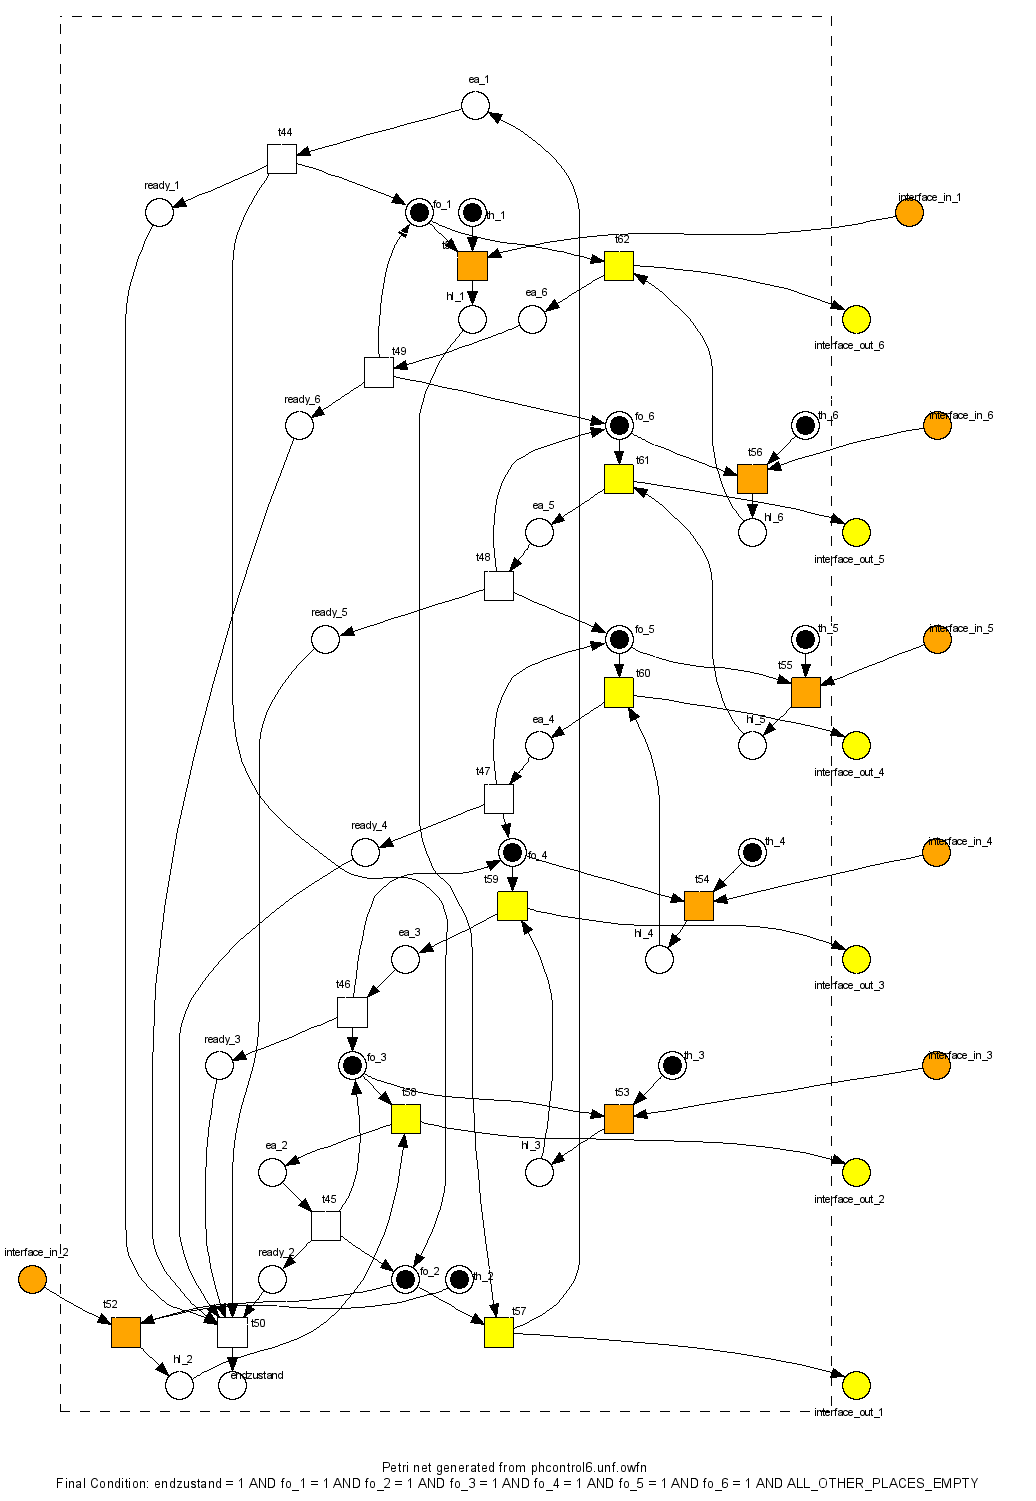 ea_1
t44
ready_1
fo_1
th_1
interface_in_1
t62
hl_1
ea_6
interface_out_6
t49
ready_6
fo_6
th_6
interface_in_6
t56
t61
ea_5
hl_6
interface_out_5
t48
ready_5
fo_5
th_5
interface_in_5
t55
t60
ea_4
hl_5
interface_out_4
t47
ready_4
fo_4
th_4
interface_in_4
t59
t54
ea_3
hl_4
interface_out_3
t46
ready_3
fo_3
th_3
interface_in_3
t58
t53
ea_2
hl_3
interface_out_2
t45
interface_in_2
ready_2
fo_2
th_2
t52
t50
t57
hl_2
endzustand
interface_out_1
Petri net generated from phcontrol6.unf.owfn
Final Condition: endzustand = 1 AND fo_1 = 1 AND fo_2 = 1 AND fo_3 = 1 AND fo_4 = 1 AND fo_5 = 1 AND fo_6 = 1 AND ALL_OTHER_PLACES_EMPTY